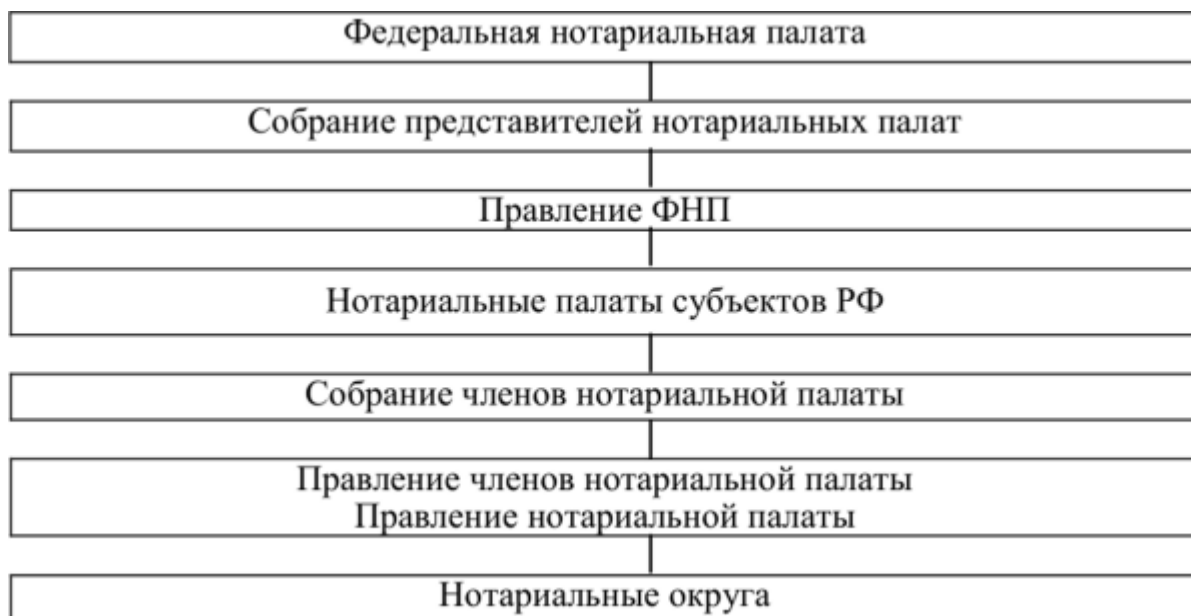 Федеральная нотариальная палата
Собрание представителей нотариальных палат
Правление ФНП
Нотариальные палаты субъектов РФ
Собрание членов нотариальной палаты
Правление членов нотариальной палаты
Правление нотариальной палаты
Нотариальные округа